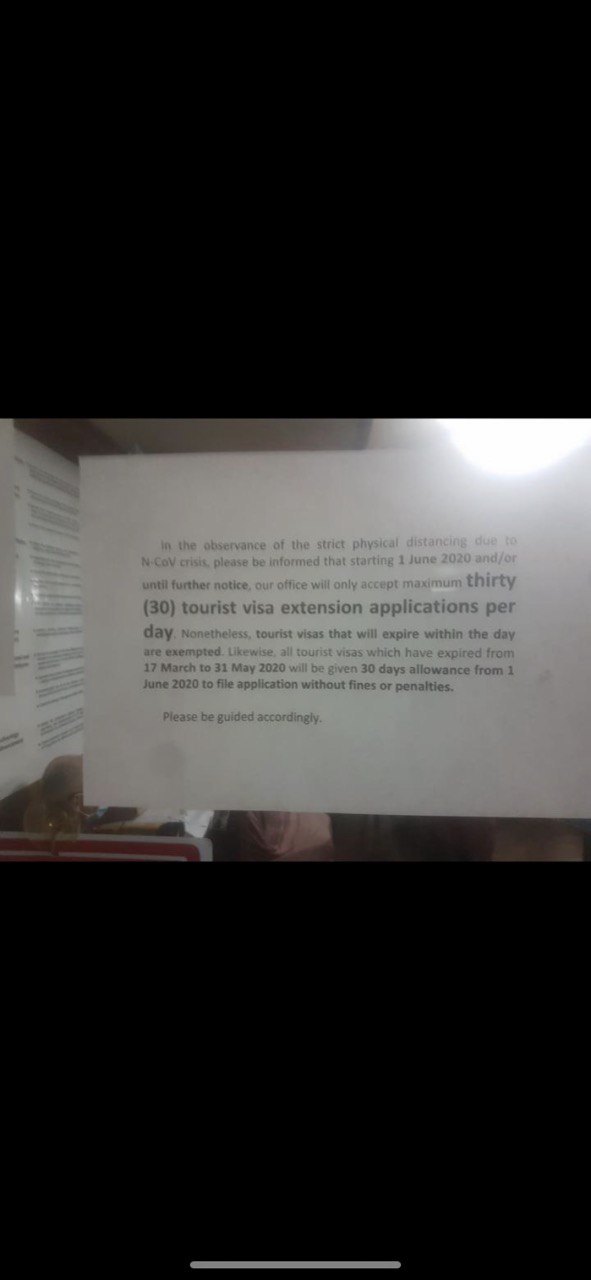 In the observance of the strict physical distancing due to
N-CoV crisis, please be informed that starting 1 June 2020 and/or
until further notice, our office will only accept maximum thirty
(30) tourist visa extension applications per
day. Nonetheless, tourist visas that will expire within the day
are exempted. Likewise, all tourist visas which have expired from
17 March to 31 May 2020 will be given 30 days allowance from 1
June 2020 to file application without fines or penalties.
Please be guided accordingly.